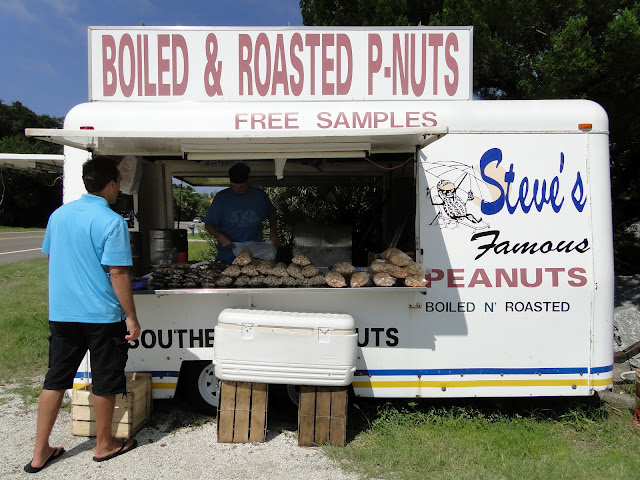 BOILED & ROASTED P-NUTS
FREE SAMPLES
Steve's
Famous
PEANUTS
BOILED N' ROASTED
SOUTHE UTS